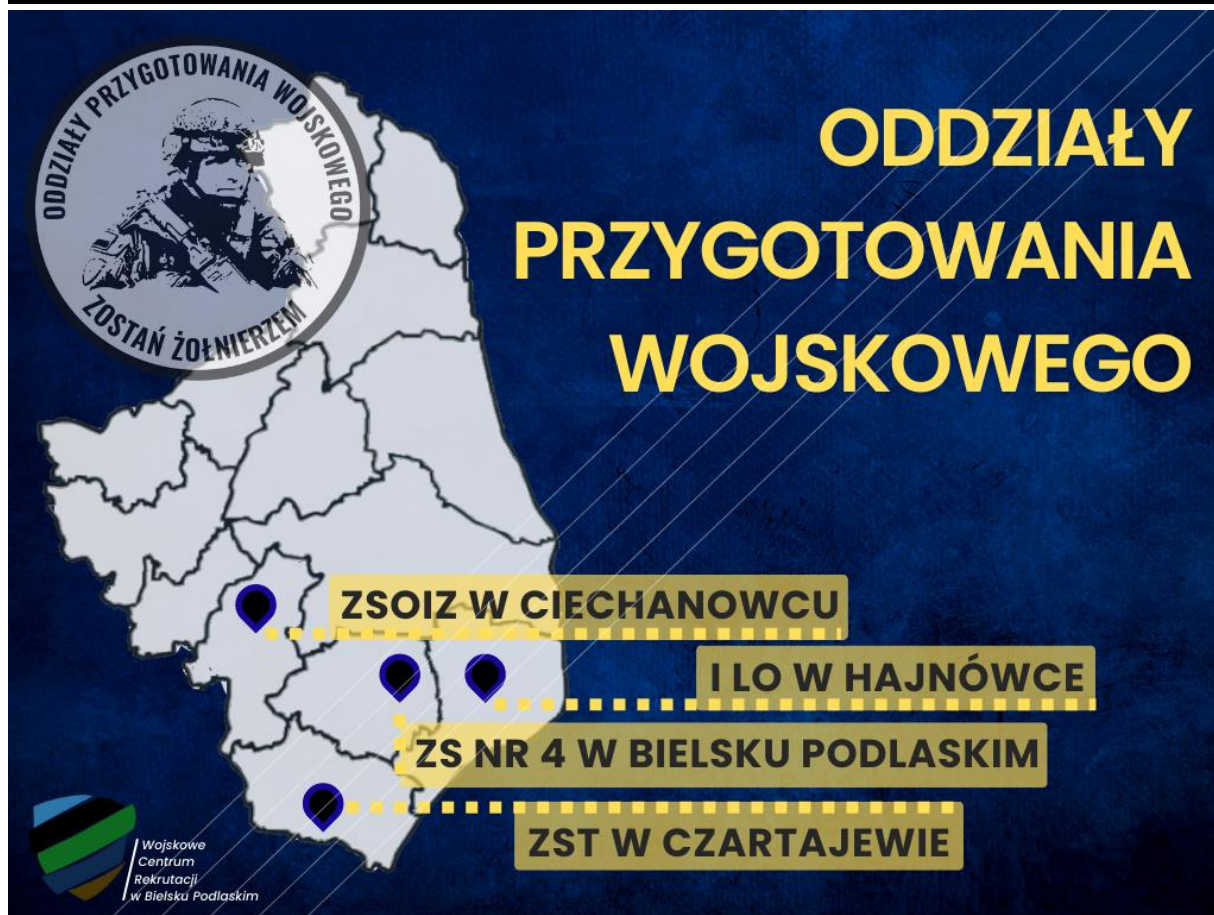 ODDZIAŁY PRZYGOTOWANIA WOJSKOWEGO
ZOSTAŃ ŻOŁNIERZEM
ODDZIAŁY
PRZYGOTOWANIA
WOJSKOWEGO
ZSOIZ W CIECHANOWCU
I LO W HAJNÓWCE
ZS NR 4 W BIELSKU PODLASKIM
ZST W CZARTAJEWIE
Wojskowe
Centrum
Rekrutacji
w Bielsku Podlaskim